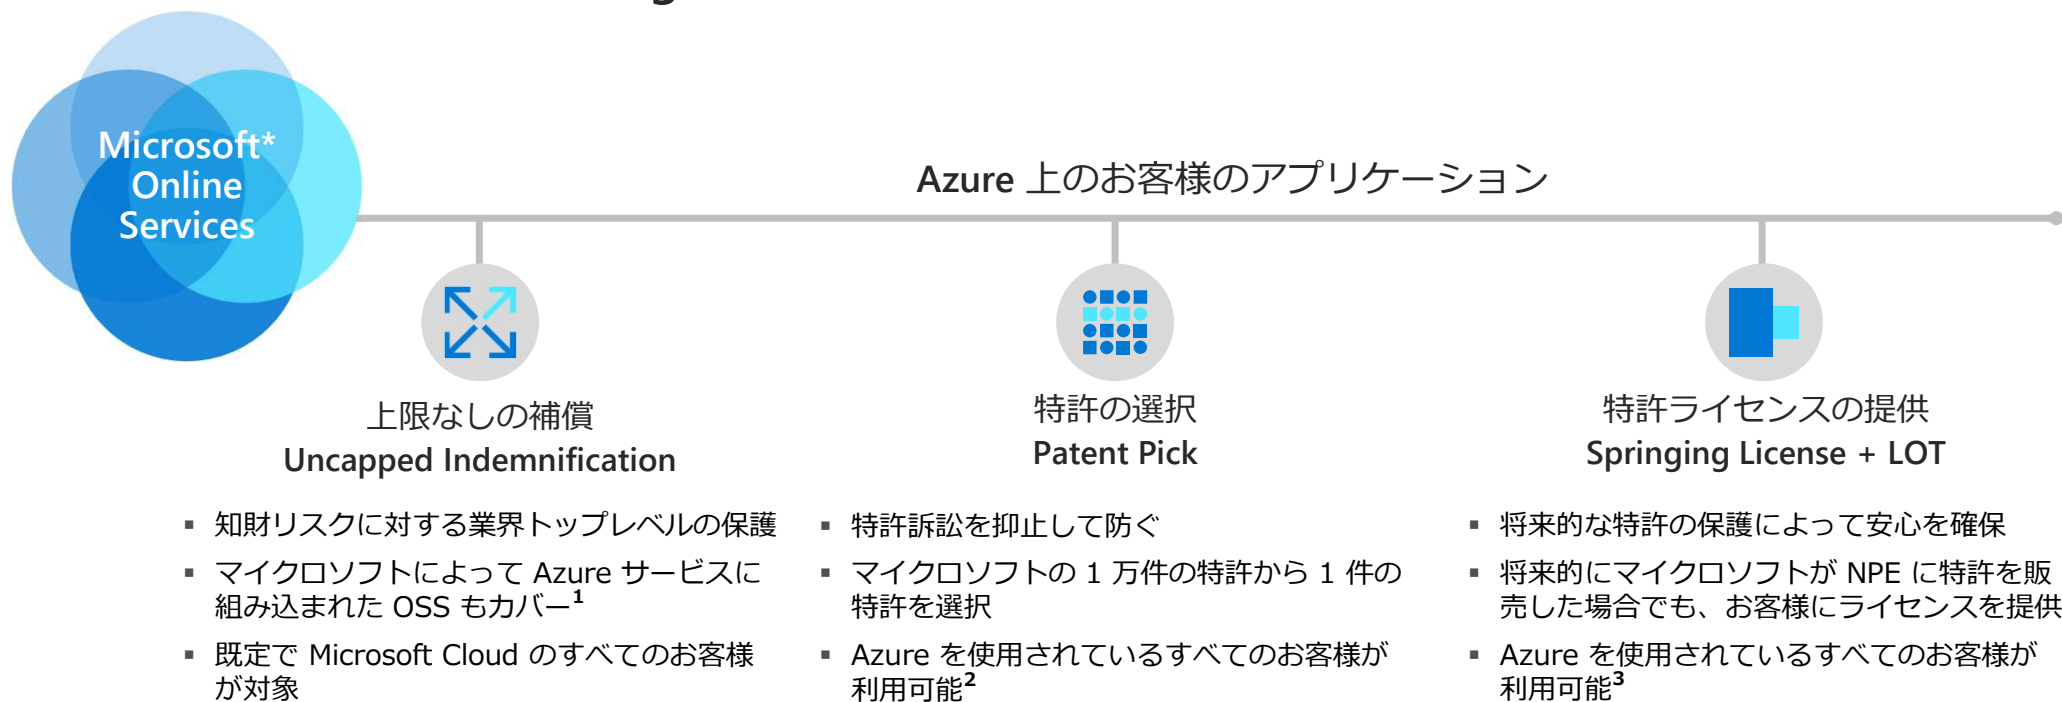 Microsoft*
Online
Services
Azure 上のお客様のアプリケーション
上限なしの補償
Uncapped Indemnification
▪ 知財リスクに対する業界トップレベルの保護
▪ マイクロソフトによって Azure サービスに
組み込まれた OSS もカバー1
▪ 既定で Microsoft Cloud のすべてのお客様
が対象
特許の選択
Patent Pick
▪ 特許訴訟を抑止して防ぐ
▪ マイクロソフトの 1 万件の特許から 1 件の
特許を選択
▪ Azure を使用されているすべてのお客様が
利用可能2
特許ライセンスの提供
Springing License + LOT
▪ 将来的な特許の保護によって安心を確保
▪ 将来的にマイクロソフトが NPE に特許を販
売した場合でも、お客様にライセンスを提供
▪ Azure を使用されているすべてのお客様が
利用可能3